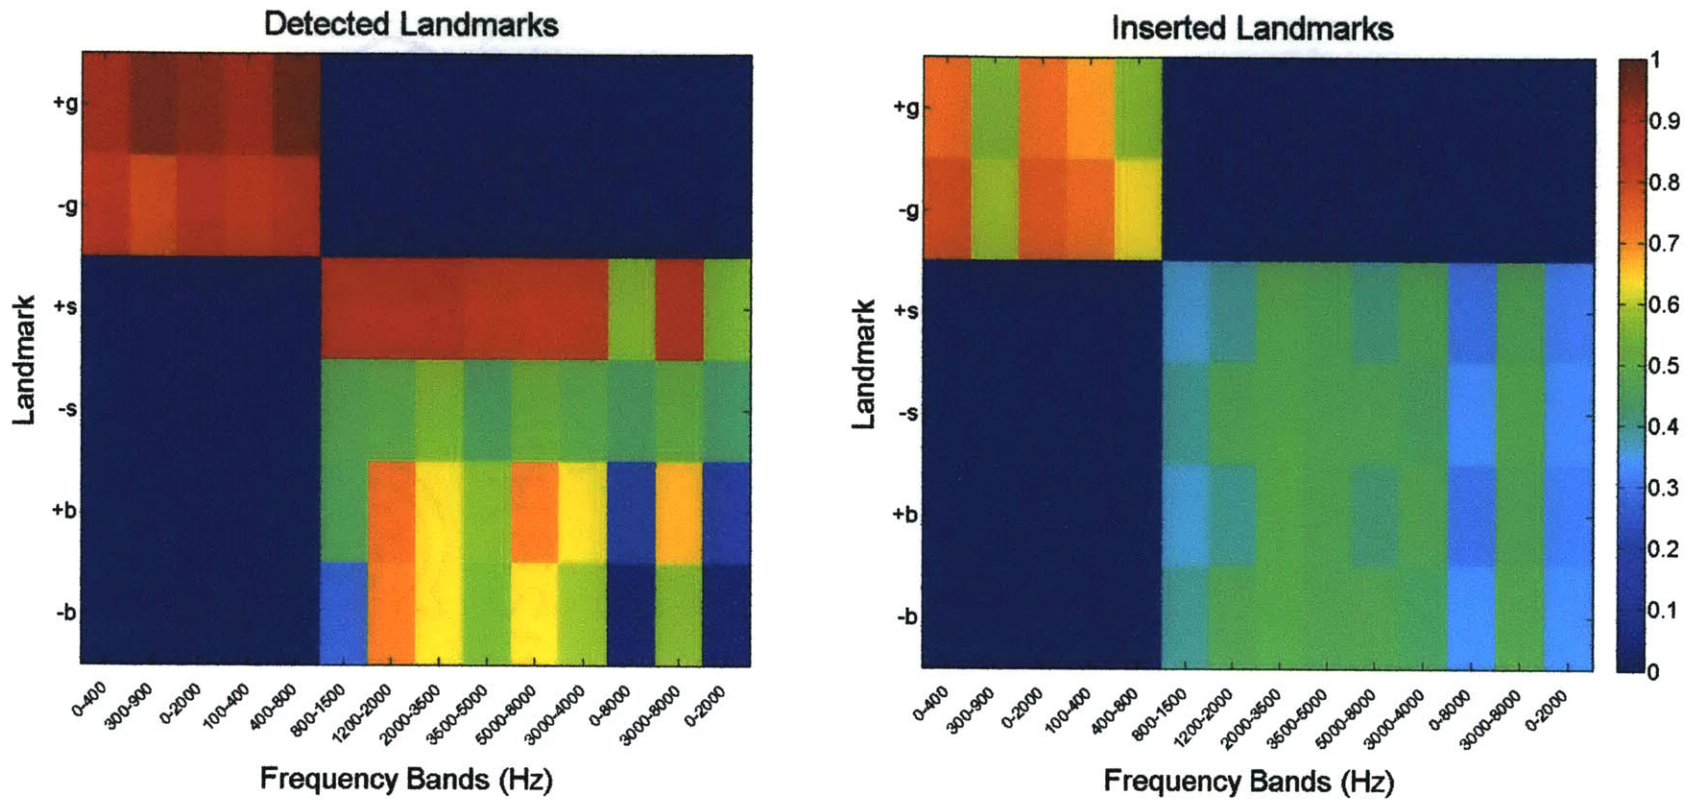 Detected Landmarks
+g
-g
+s
-s
+b
-b
Landmark
0-400
300-900
0-2000
100-400
400-800
800-1500
1200-2000
2000-3500
3500-5000
5000-8000
3000-4000
0-8000
3000-8000
0-2000
Frequency Bands (Hz)
Inserted Landmarks
+g
-g
+s
-s
+b
-b
Landmark
0-400
300-900
0-2000
100-400
400-800
800-1500
1200-2000
2000-3500
3500-5000
5000-8000
3000-4000
0-8000
3000-8000
0-2000
Frequency Bands (Hz)
1
0.9
0.8
0.7
0.6
0.5
0.4
0.3
0.2
0.1
0